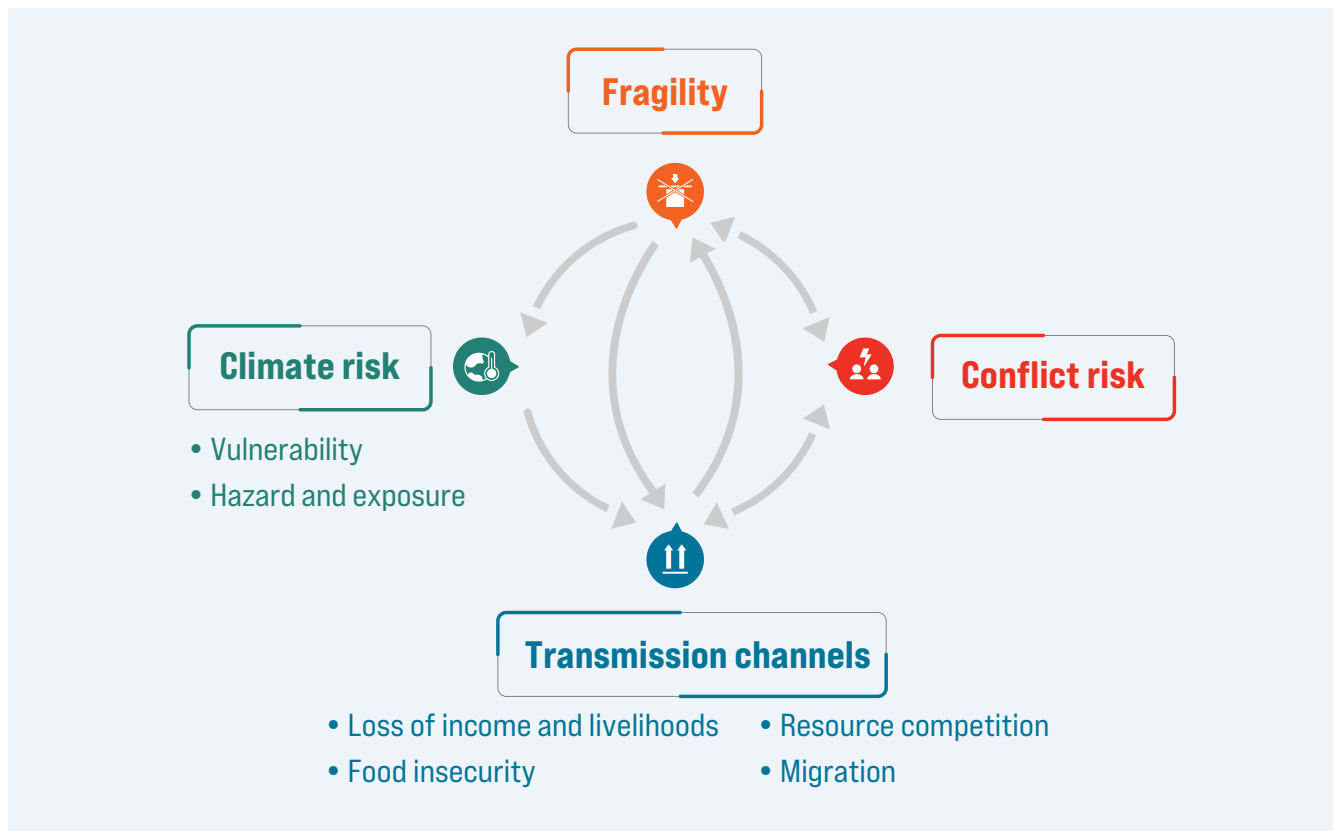 Fragility
Climate risk
• Vulnerability
• Hazard and exposure
Conflict risk
Transmission channels
• Loss of income and livelihoods
• Food insecurity
• Resource competition
• Migration